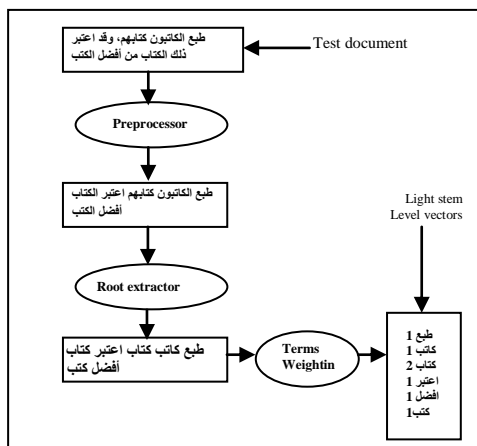 طبع الكاتبون كتابهم، وقد اعتبر
ذلك الكتاب من أفضل الكتب
Test document
Preprocessor
طبع الكاتبون كتابهم اعتبر الكتاب
أفضل الكتب
Light stem
Level vectors
Root extractor
طبع كاتب كتاب اعتبر كتاب
أفضل كتب
Terms
Weightin
طبع 1
كاتب 1
كتاب 2
اعتبر 1
افضل 1
كتب1